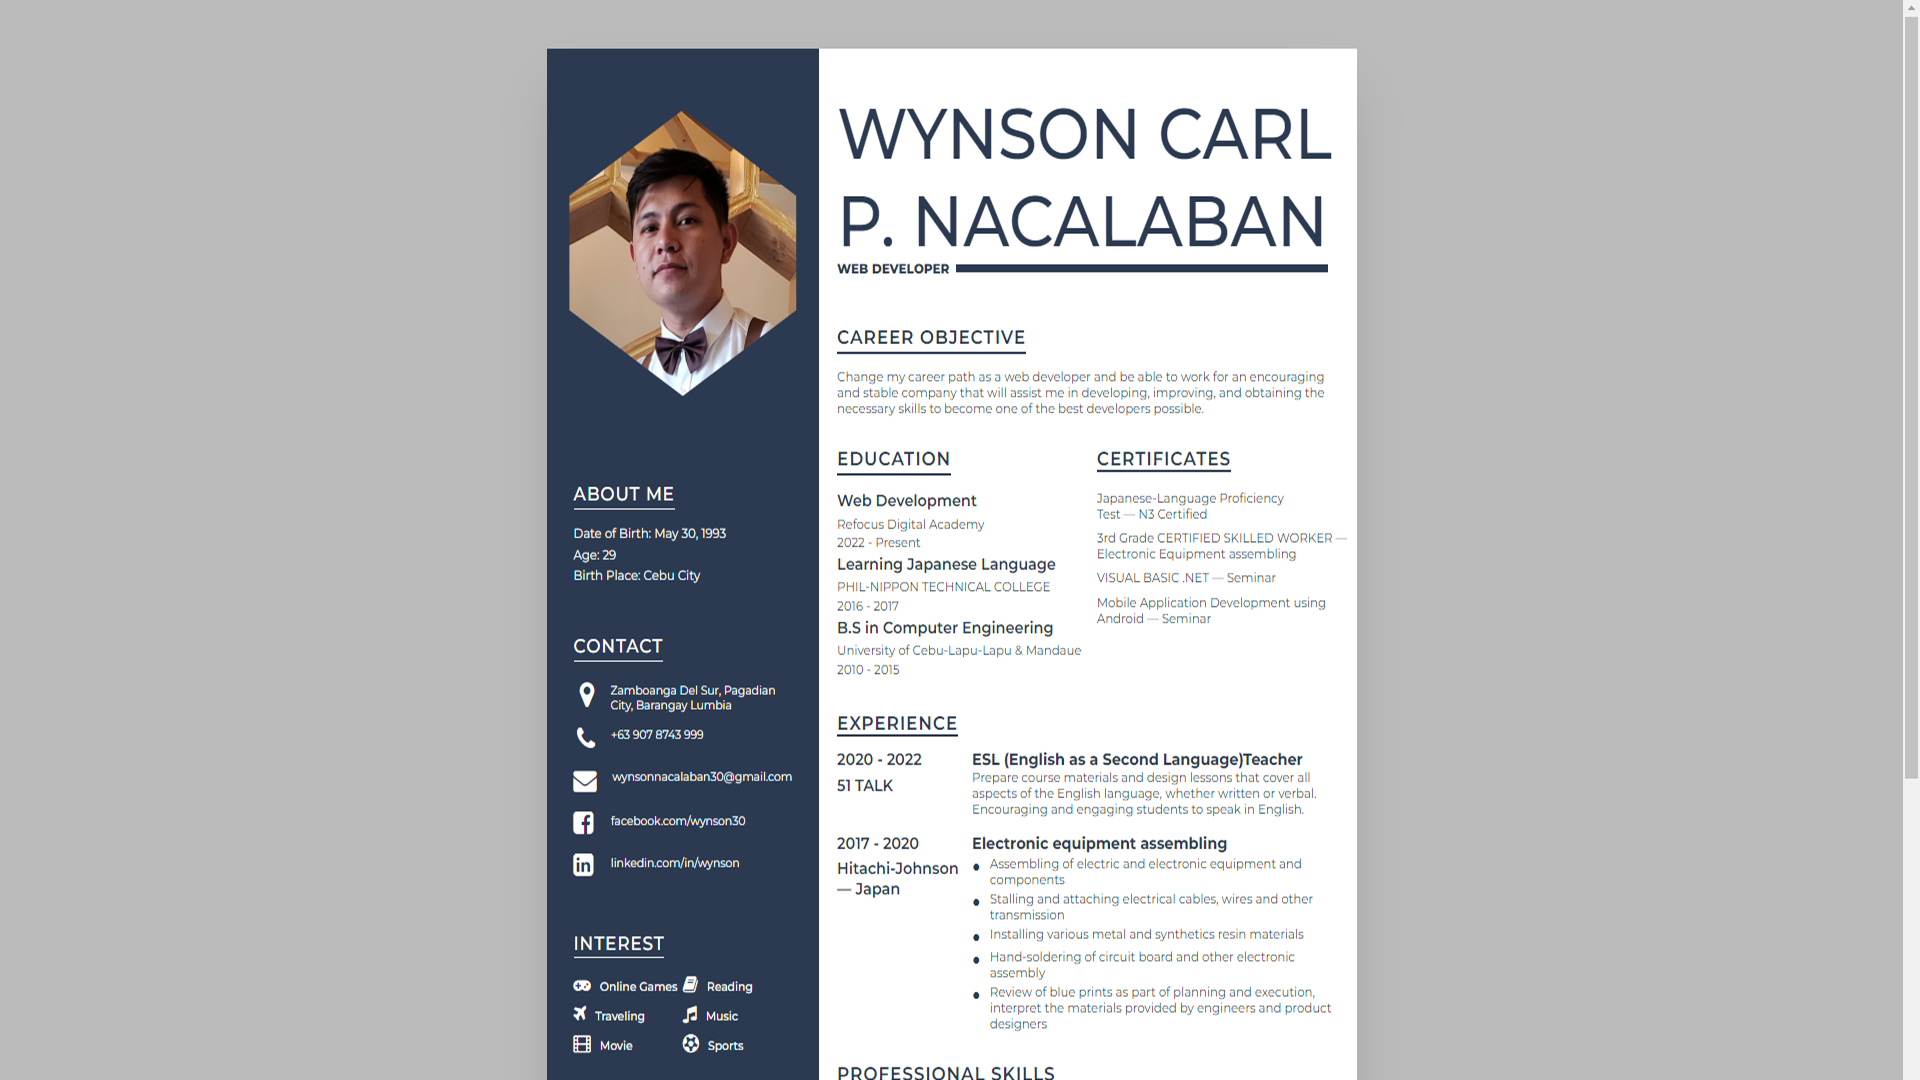 WYNSON CARL
P. NACALABAN
WEB DEVELOPER
ABOUT ME
Date of Birth: May 30, 1993
Age: 29
Birth Place: Cebu City
CONTACT
Zamboanga Del Sur, Pagadian
City, Barangay Lumbia
+63 907 8743 999
wynsonnacalaban30@gmail.com
facebook.com/wynson30
linkedin.com/in/wynson
INTEREST
Online Games
Reading
Traveling
Music
Movie
Sports
CAREER OBJECTIVE
Change my career path as a web developer and be able to work for an encouraging
and stable company that will assist me in developing, improving, and obtaining the
necessary skills to become one of the best developers possible.
EDUCATION
Web Development
Refocus Digital Academy
2022 - Present
Learning Japanese Language
PHIL-NIPPON TECHNICAL COLLEGE
2016 - 2017
B.S in Computer Engineering
University of Cebu-Lapu-Lapu & Mandaue
2010 - 2015
CERTIFICATES
Japanese-Language Proficiency
Test — N3 Certified
3rd Grade CERTIFIED SKILLED WORKER —
Electronic Equipment assembling
VISUAL BASIC .NET — Seminar
Mobile Application Development using
Android — Seminar
EXPERIENCE
2020 - 2022
51 TALK
ESL (English as a Second Language)Teacher
Prepare course materials and design lessons that cover all
aspects of the English language, whether written or verbal.
Encouraging and engaging students to speak in English.
2017 - 2020
Hitachi-Johnson
— Japan
Electronic equipment assembling
Assembling of electric and electronic equipment and
components
Stalling and attaching electrical cables, wires and other
transmission
Installing various metal and synthetics resin materials
Hand-soldering of circuit board and other electronic
assembly
Review of blue prints as part of planning and execution,
interpret the materials provided by engineers and product
designers
PROFESSIONAL SKILLS